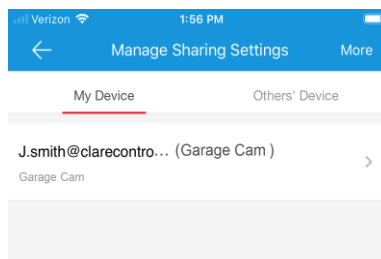 Verizon 1:56 PM
Manage Sharing Settings More
My Device Others' Device
J.smith@clarecontro... (Garage Cam )
Garage Cam